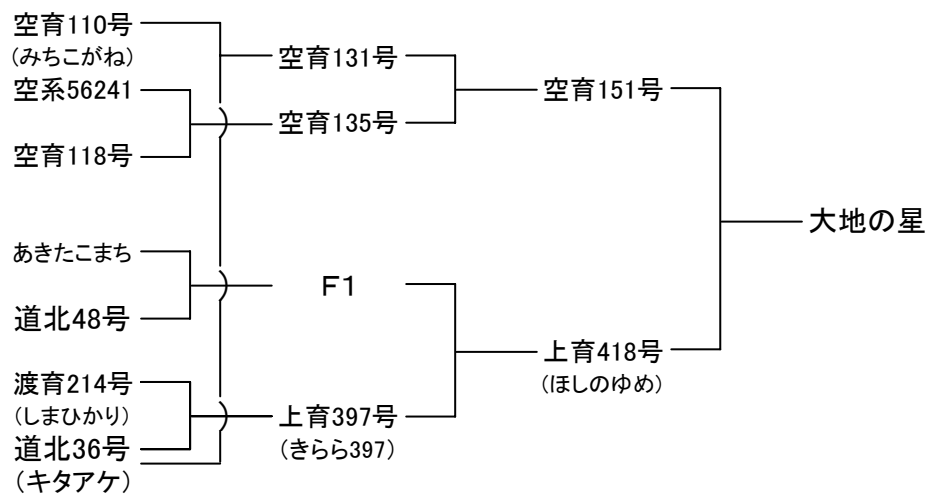 空育110号
(みちこがね)
空系56241
空育118号
あきたこまち
道北48号
渡育214号
(しまひかり)
道北36号
(キタアケ)
空育131号
空育135号
F1
上育397号
(きらら397)
空育151号
上育418号
(ほしのゆめ)
大地の星